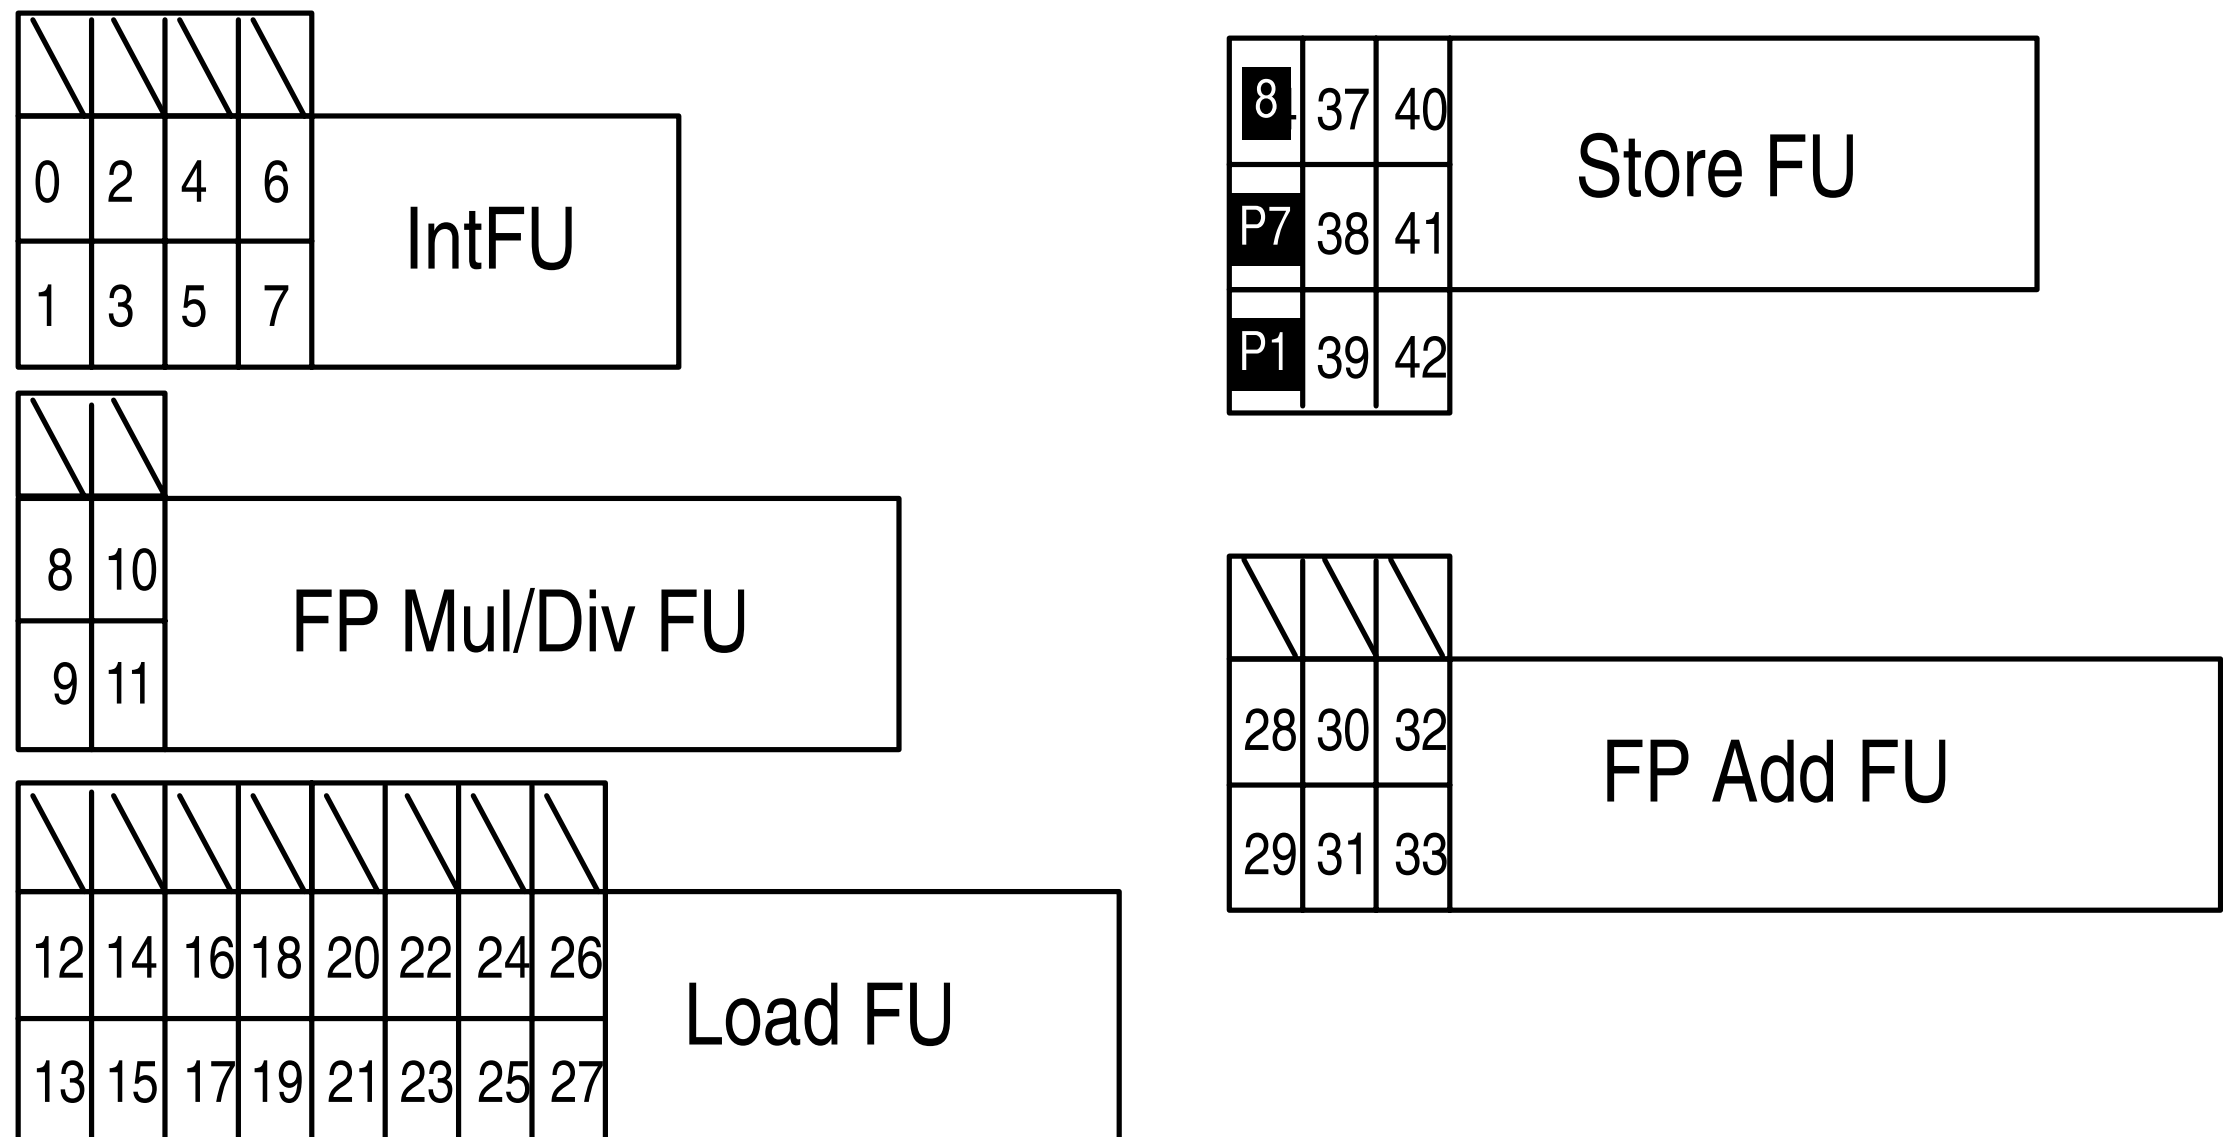 0 2 4 6
IntFU
1 3 5 7
8 10
FP Mul/Div FU
9 11
12 14 16 18 20 22 24 26
Load FU
13 15 17 19 21 23 25 27
8 37 40
Store FU
P7 38 41
P1 39 42
28 30 32
FP Add FU
29 31 33